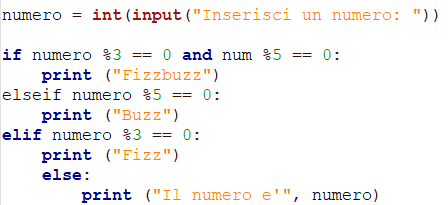 numero = int(input("Inserisci un numero: "))
if numero %3 == 0 and num %5 == 0:
print ("Fizzbuzz")
elseif numero %5 == 0:
print ("Buzz")
elif numero %3 == 0:
print ("Fizz")
else:
print ("Il numero e'", numero)